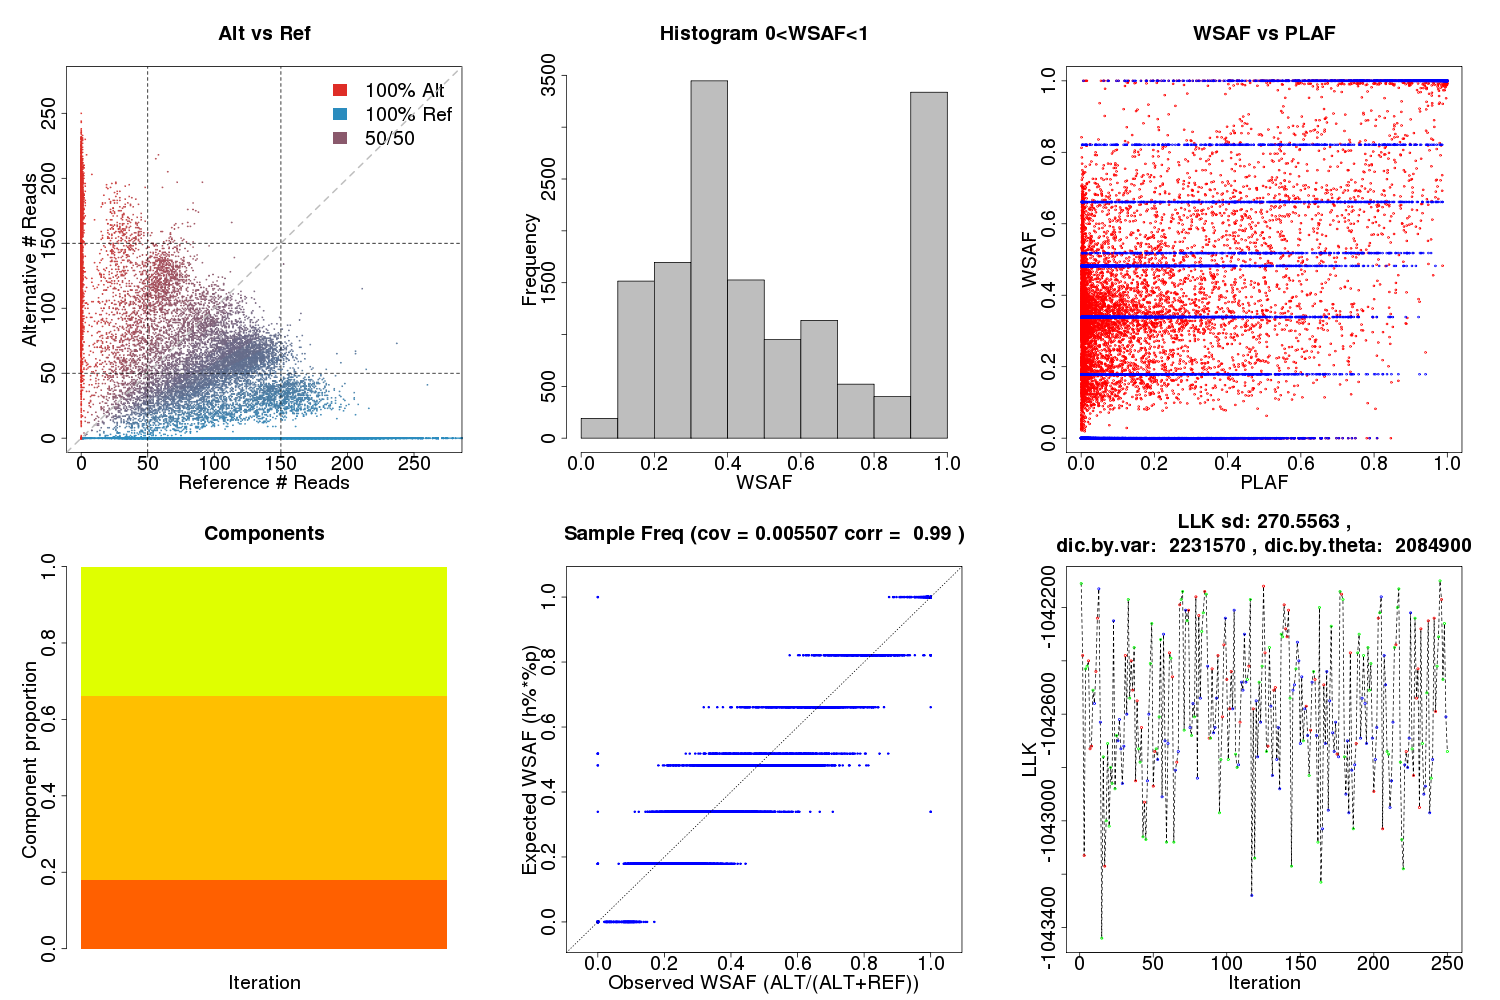 Alt vs Ref
100% Alt
100% Ref
50/50
Alternative # Reads
0 50 100 150 200 250
0 50 100 150 200 250
Reference # Reads
Histogram 0<WSAF<1
Frequency
0 500 1500 2500 3500
0.0 0.2 0.4 0.6 0.8 1.0
WSAF
WSAF vs PLAF
WSAF
0.0 0.2 0.4 0.6 0.8 1.0
0.0 0.2 0.4 0.6 0.8 1.0
PLAF
Components
Component proportion
0.0 0.2 0.4 0.6 0.8 1.0
Iteration
Sample Freq (cov = 0.005507 corr = 0.99 )
Expected WSAF (h%*%p)
0.0 0.2 0.4 0.6 0.8 1.0
0.0 0.2 0.4 0.6 0.8 1.0
Observed WSAF (ALT/(ALT+REF))
LLK sd: 270.5563 ,
dic.by.var: 2231570 , dic.by.theta: 2084900
LLK
-1043400 -1043000 -1042600 -1042200
0 50 100 150 200 250
Iteration